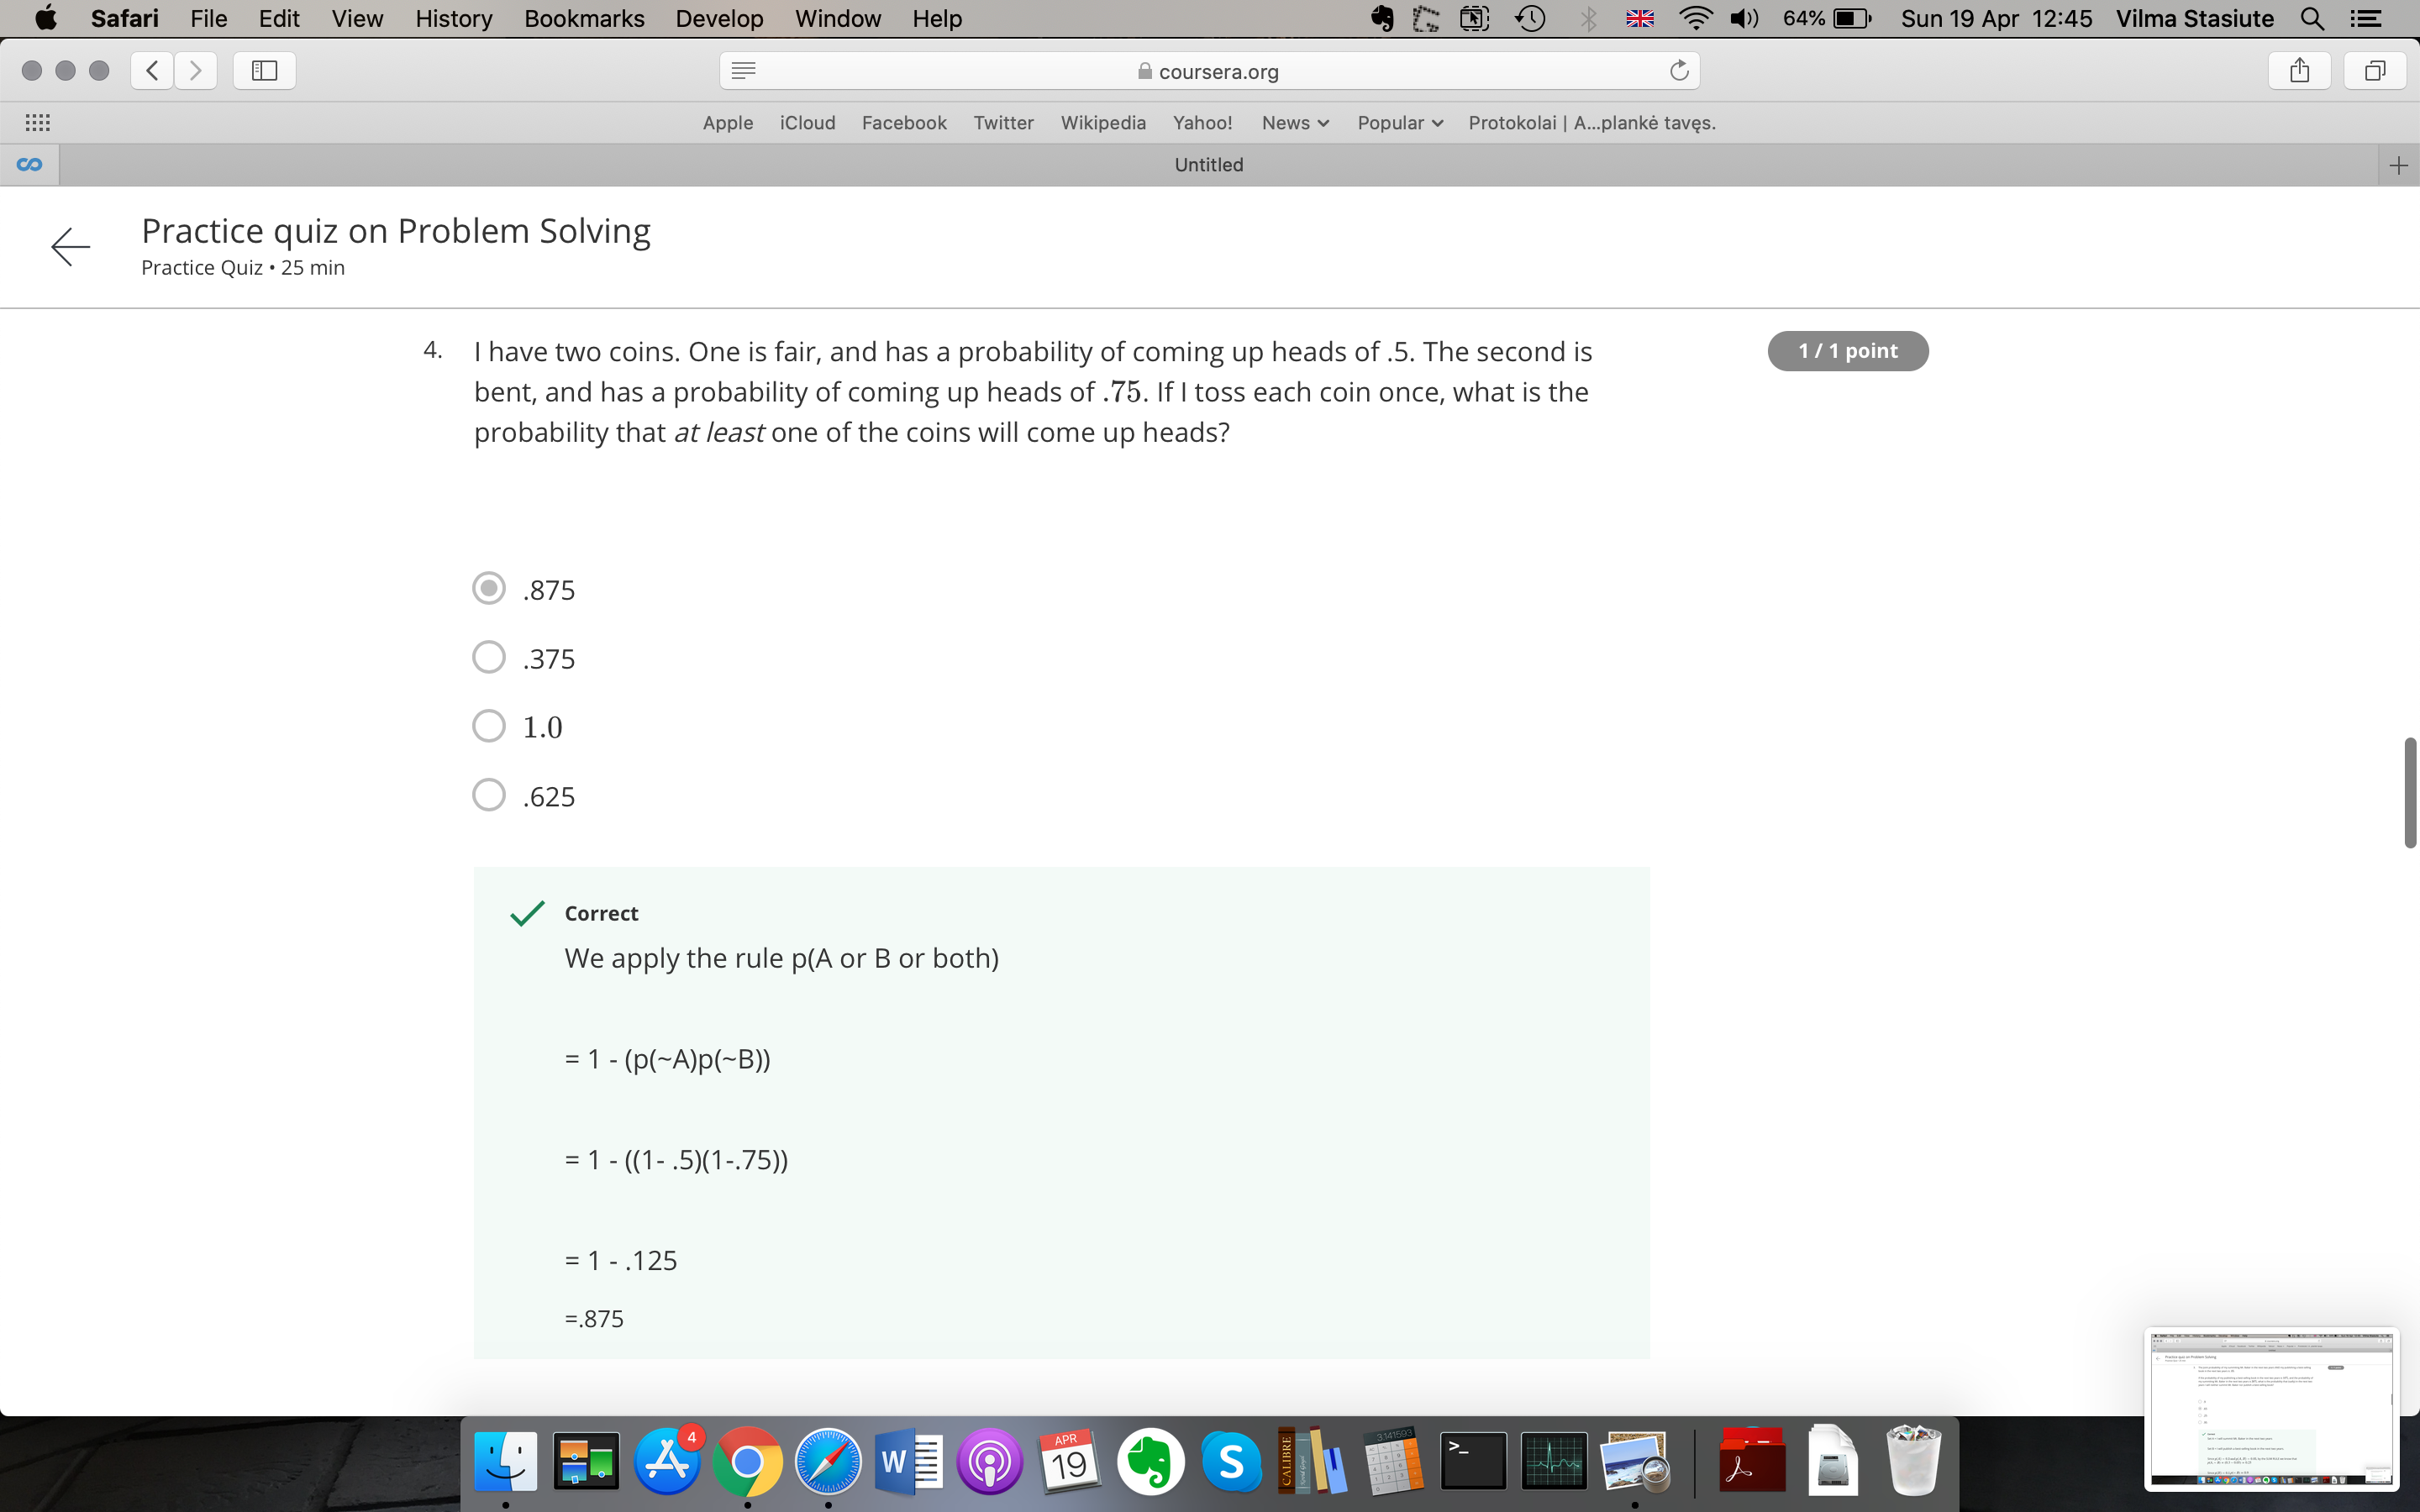 Safari File Edit View History Bookmarks Develop Window Help 64% Sun 19 Apr 12:45 Vilma Stasiute
coursera.org
Apple iCloud Facebook Twitter Wikipedia Yahoo! News Popular Protokolai | A...plankė tavęs.
Untitled
Practice quiz on Problem Solving
Practice Quiz • 25 min
4. I have two coins. One is fair, and has a probability of coming up heads of .5. The second is
1 / 1 point
bent, and has a probability of coming up heads of .75. If I toss each coin once, what is the
probability that at least one of the coins will come up heads?
.875
.375
1.0
.625
Correct
We apply the rule p(A or B or both)
= 1 - (p(~A)p(~B))
= 1 - ((1- .5)(1-.75))
= 1 - .125
=.875
4
APR
19
W
S
CALIBRE
3.141593
>_